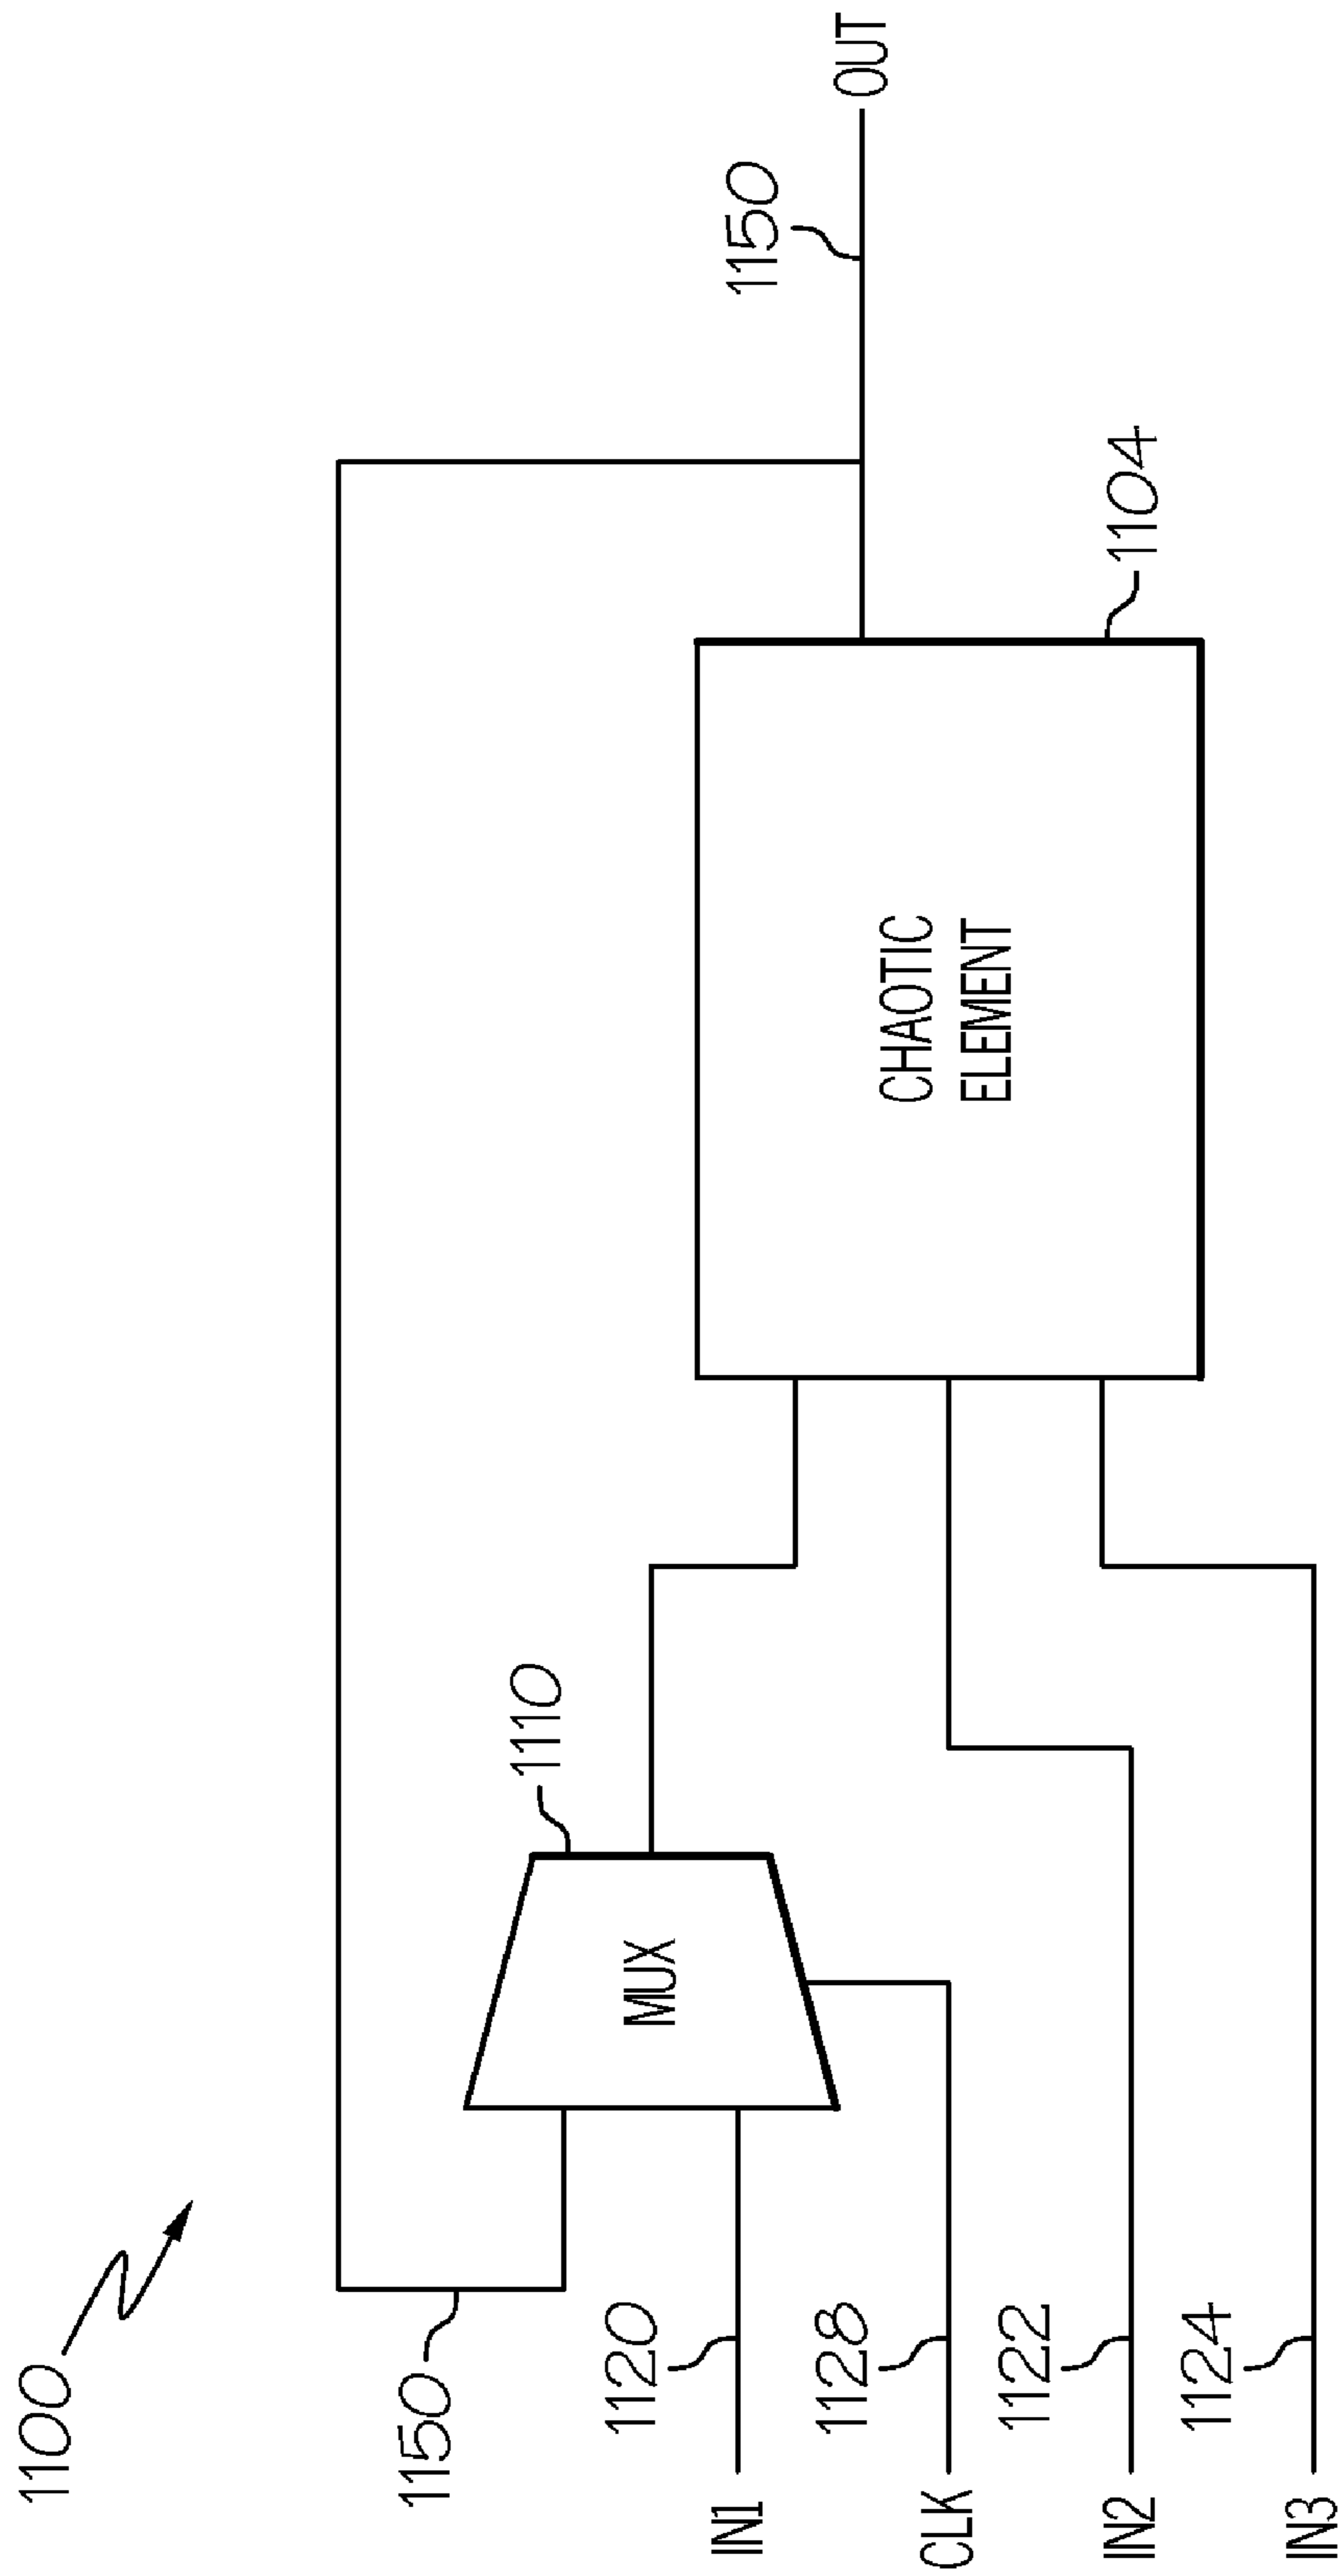 1100
1150
OUT
1150
1110
1120
IN1
MUX
1128
CLK
CHAOTIC
ELEMENT
1104
1122
IN2
1124
IN3